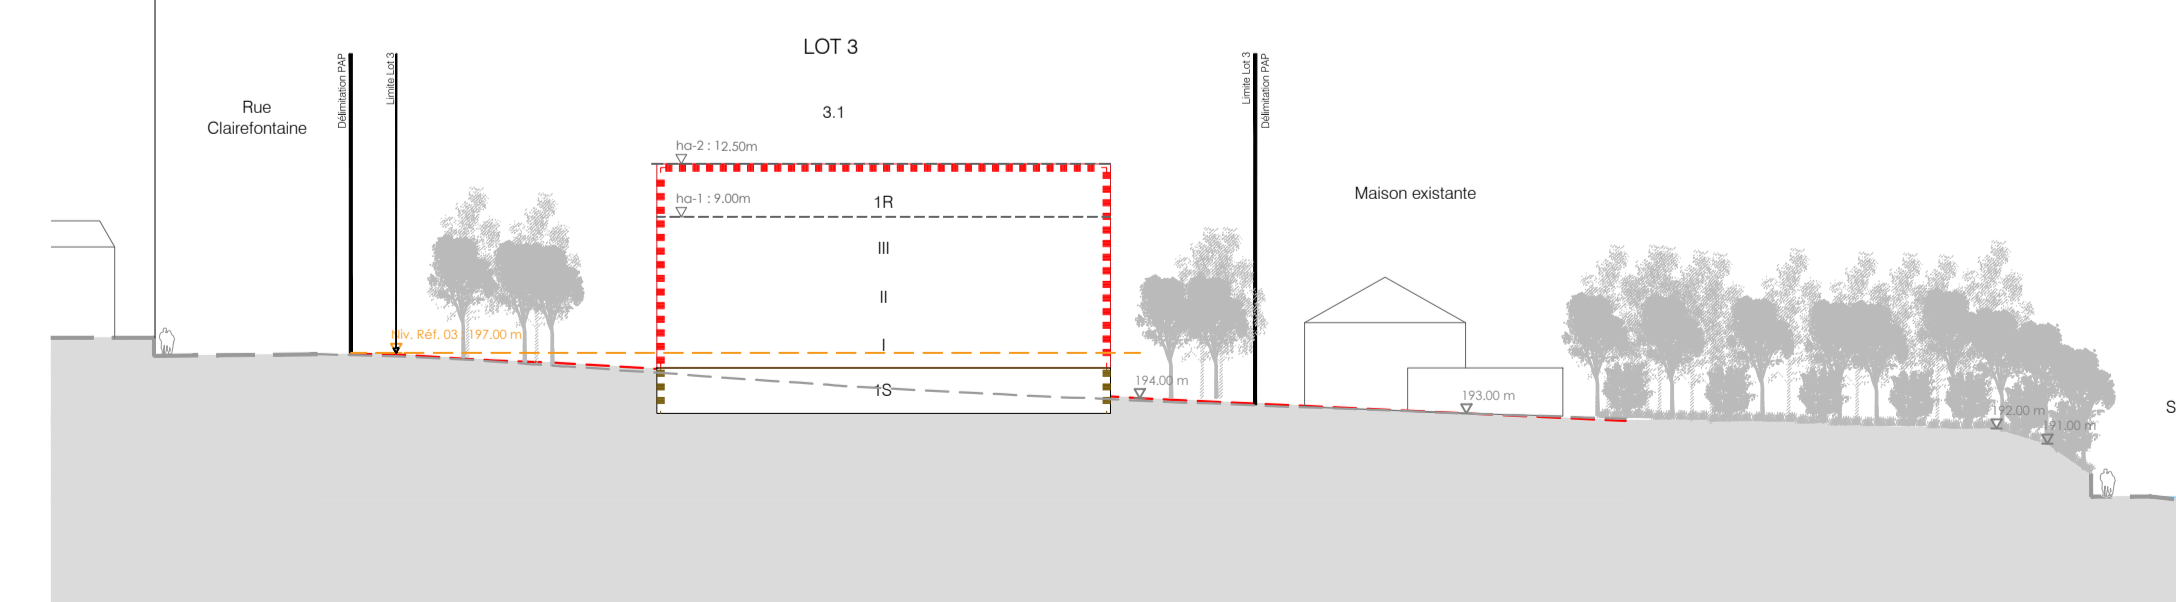 LOT 3
Délimitation PAP
Limite Lot 3
Limite Lot 3
Délimitation PAP
Rue
Clairefontaine
3.1
ha-2 : 12.50m
Maison existante
ha-1 : 9.00m
1R
III
II
Niv. Réf. 03 : 197.00 m
I
194.00 m
1S
193.00 m
192.00 m
191.00 m
S